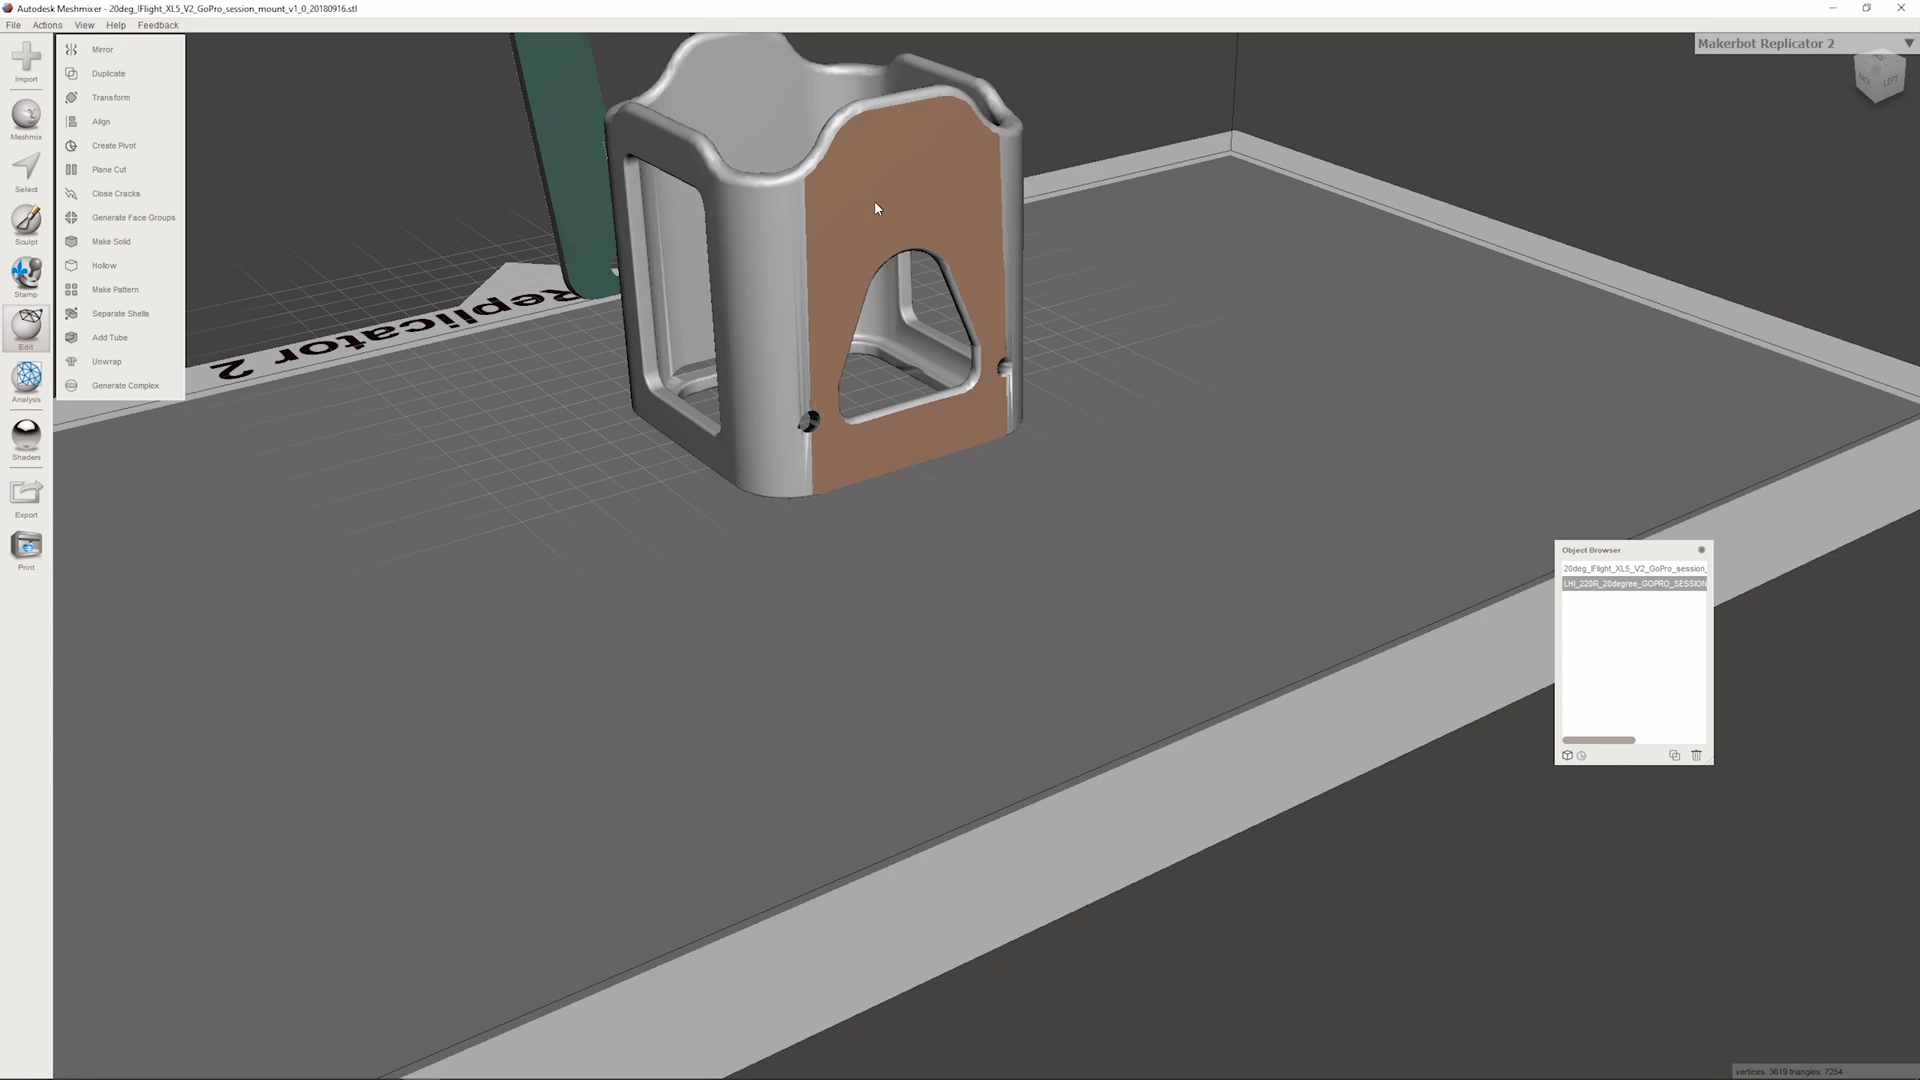 Autodesk Meshmixer - 20deg_IFlight_XL5_V2_GoPro_session_mount_v1_0_20180916.stl
File Actions View Help Feedback
Makerbot Replicator 2
Import
Meshmix
Select
Sculpt
Stamp
Edit
Analysis
Shaders
Export
Print
Mirror
Duplicate
Transform
Align
Create Pivot
Plane Cut
Close Cracks
Generate Face Groups
Make Solid
Hollow
Make Pattern
Separate Shells
Add Tube
Unwrap
Generate Complex
Replicator 2
LEFT
BACK
Object Browser
20deg_IFlight_XL5_V2_GoPro_session_
LHI_220R_20degree_GOPRO_SESSION
vertices: 3619 triangles: 7254